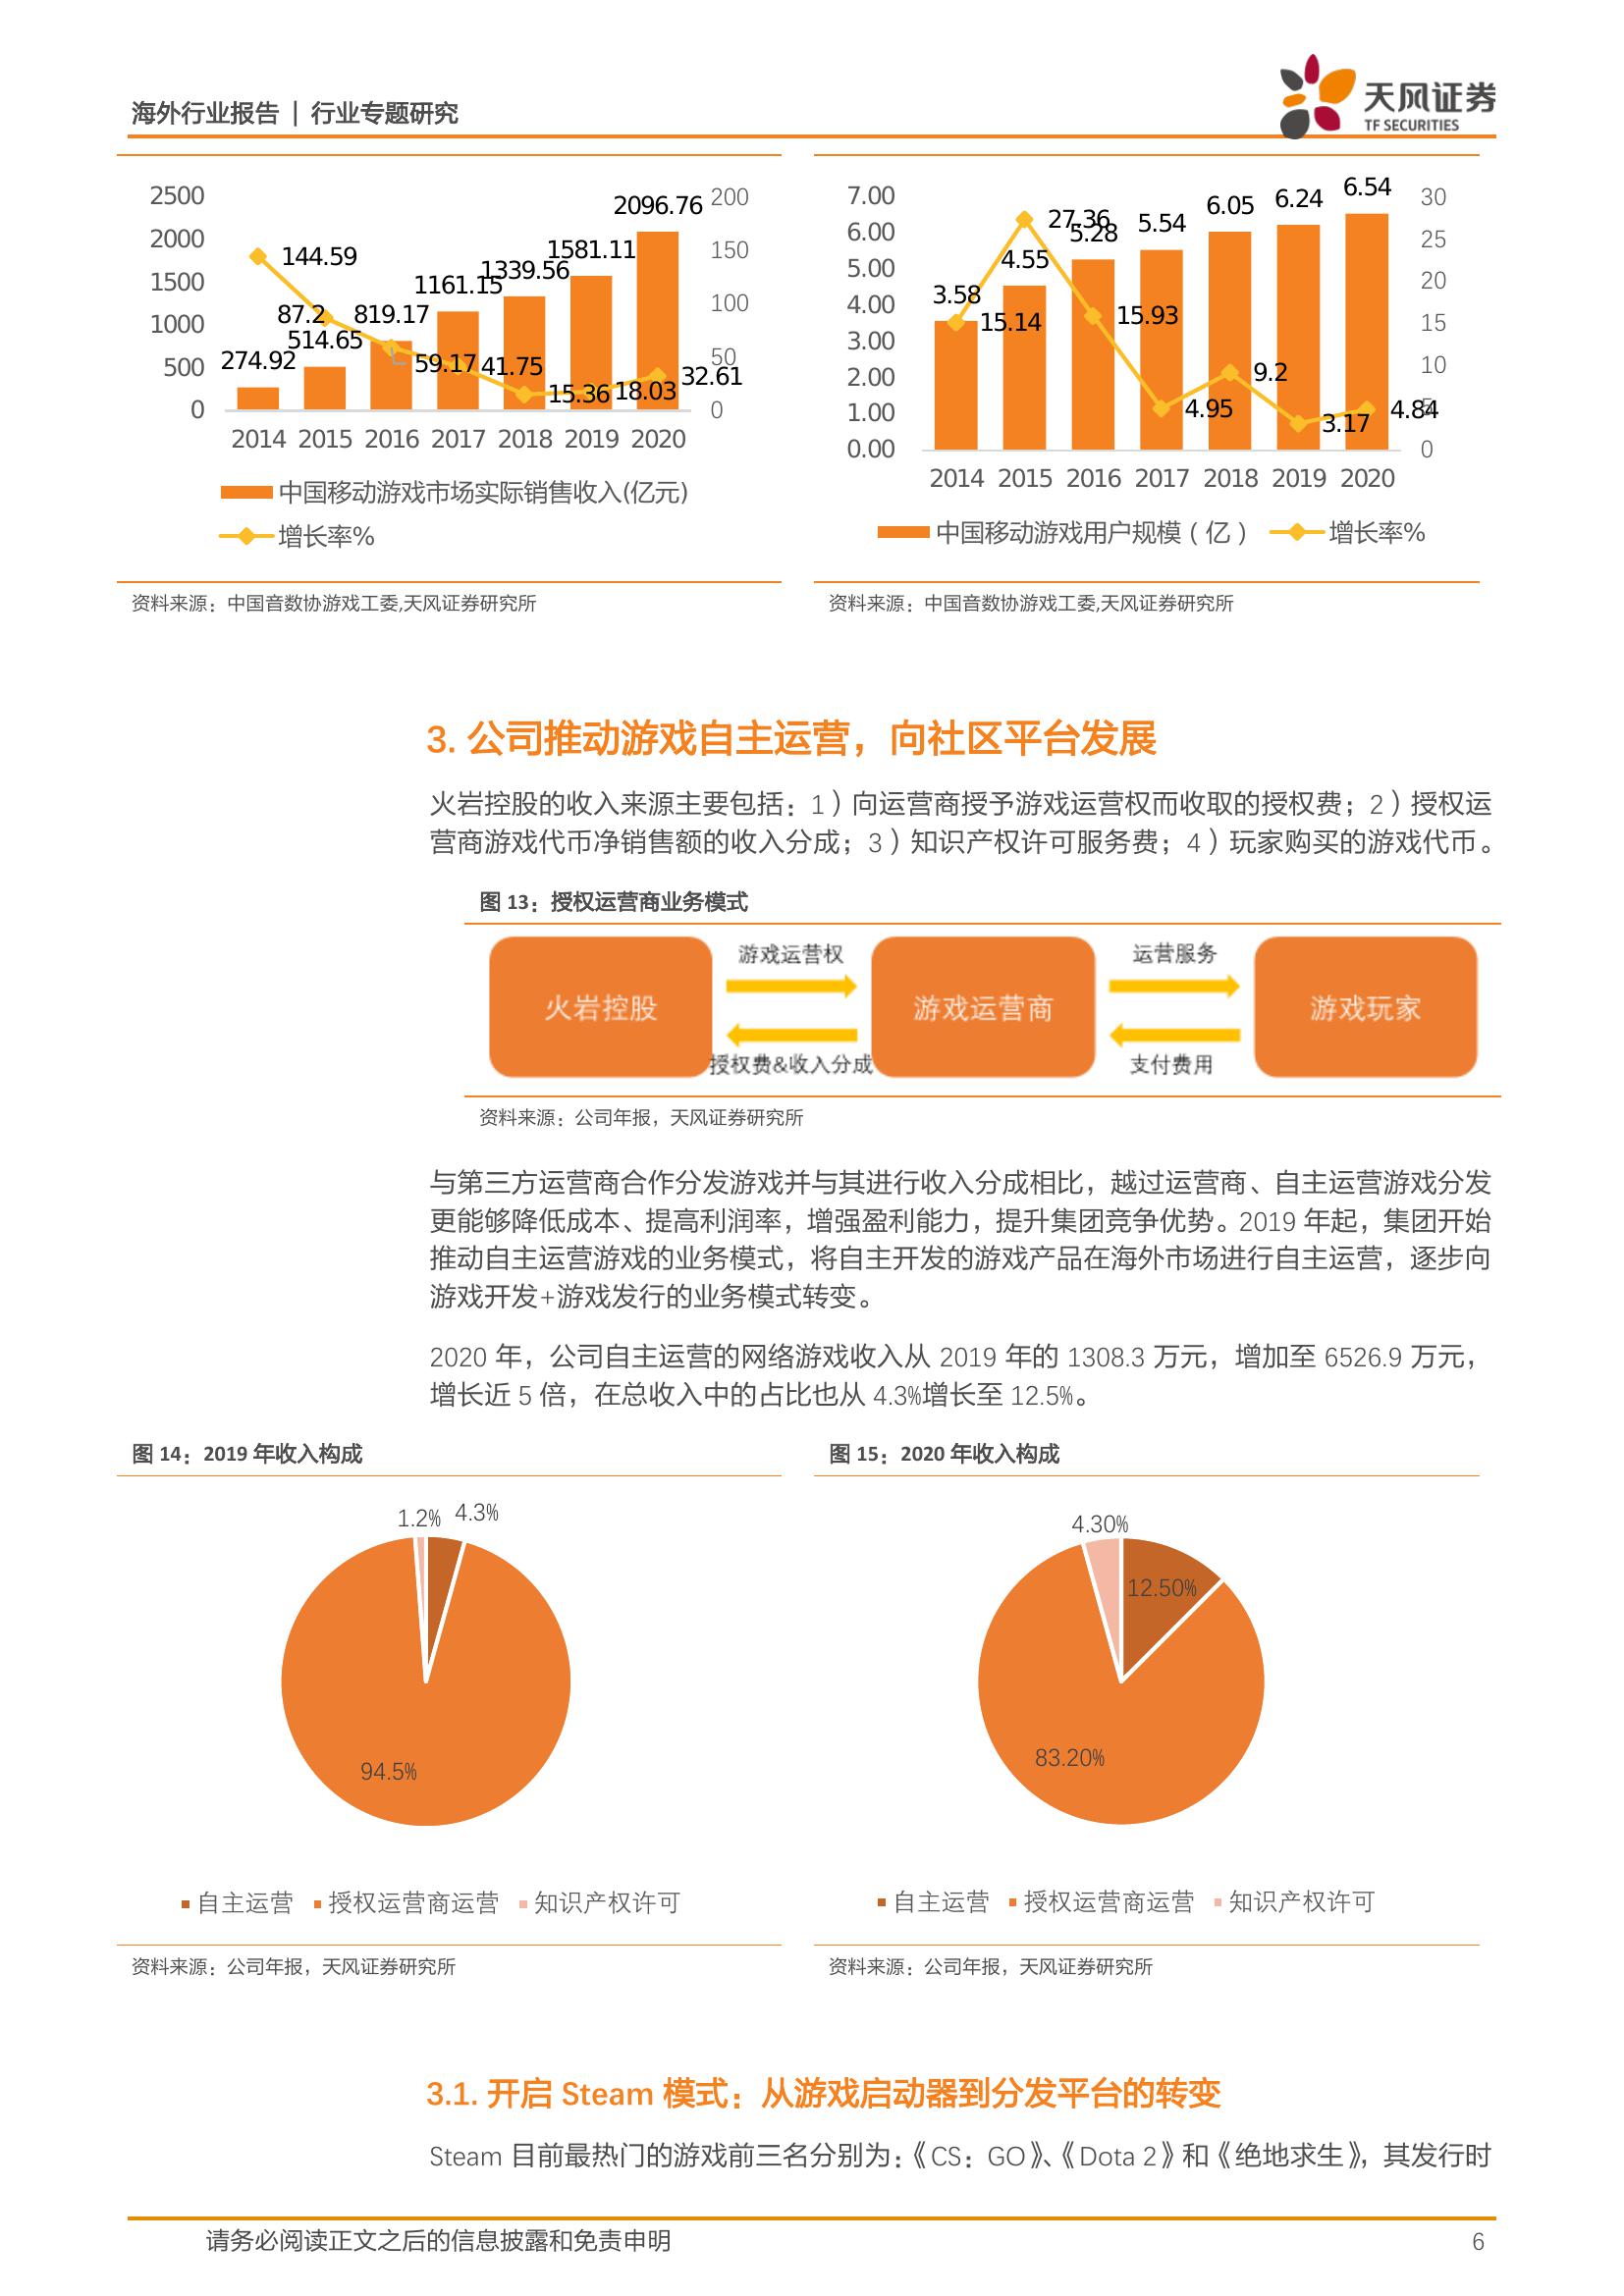 海外行业报告 | 行业专题研究
天风证券
TF SECURITIES
2500
2000
1500
1000
500
0
200
150
100
50
0
274.92
514.65
819.17
1161.15
1339.56
1581.11
2096.76
144.59
87.2
59.17
41.75
15.36
18.03
32.61
2014 2015 2016 2017 2018 2019 2020
中国移动游戏市场实际销售收入(亿元)
增长率%
资料来源：中国音数协游戏工委,天风证券研究所
7.00
6.00
5.00
4.00
3.00
2.00
1.00
0.00
30
25
20
15
10
5
0
3.58
4.55
5.28
5.54
6.05
6.24
6.54
15.14
27.36
15.93
4.95
9.2
3.17
4.84
2014 2015 2016 2017 2018 2019 2020
中国移动游戏用户规模（亿） 增长率%
资料来源：中国音数协游戏工委,天风证券研究所
3. 公司推动游戏自主运营，向社区平台发展
火岩控股的收入来源主要包括：1）向运营商授予游戏运营权而收取的授权费；2）授权运
营商游戏代币净销售额的收入分成；3）知识产权许可服务费；4）玩家购买的游戏代币。
图 13：授权运营商业务模式
火岩控股
游戏运营权
授权费&收入分成
游戏运营商
运营服务
支付费用
游戏玩家
资料来源：公司年报，天风证券研究所
与第三方运营商合作分发游戏并与其进行收入分成相比，越过运营商、自主运营游戏分发
更能够降低成本、提高利润率，增强盈利能力，提升集团竞争优势。2019 年起，集团开始
推动自主运营游戏的业务模式，将自主开发的游戏产品在海外市场进行自主运营，逐步向
游戏开发+游戏发行的业务模式转变。
2020 年，公司自主运营的网络游戏收入从 2019 年的 1308.3 万元，增加至 6526.9 万元，
增长近 5 倍，在总收入中的占比也从 4.3%增长至 12.5%。
图 14：2019 年收入构成
1.2% 4.3%
94.5%
自主运营 授权运营商运营 知识产权许可
资料来源：公司年报，天风证券研究所
图 15：2020 年收入构成
4.30%
12.50%
83.20%
自主运营 授权运营商运营 知识产权许可
资料来源：公司年报，天风证券研究所
3.1. 开启 Steam 模式：从游戏启动器到分发平台的转变
Steam 目前最热门的游戏前三名分别为：《CS：GO》、《Dota 2》和《绝地求生》，其发行时
请务必阅读正文之后的信息披露和免责申明
6